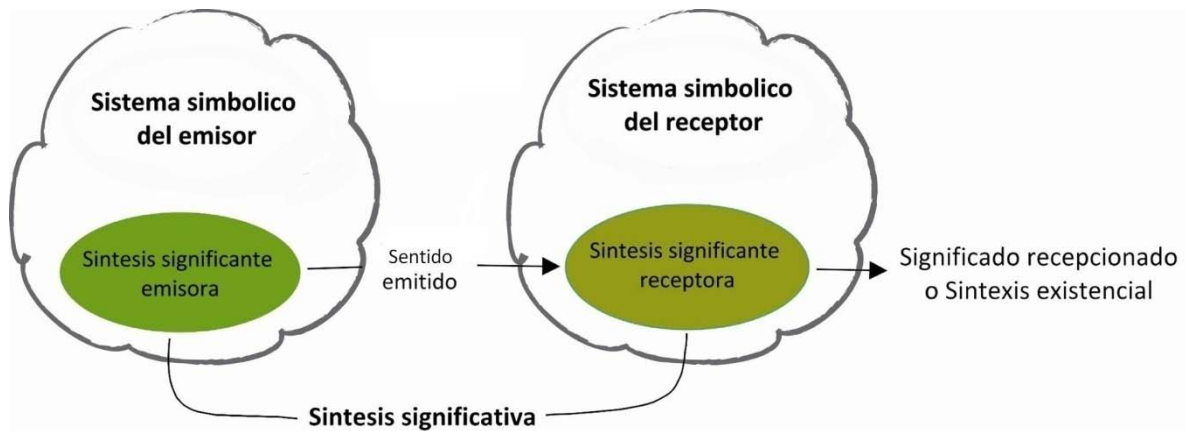 Sistema simbolico
del emisor
Sistema simbolico
del receptor
Sintesis significante
emisora
Sentido
emitido
Sintesis significante
receptora
Significado recepcionado
o Sintexis existencial
Sintesis significativa